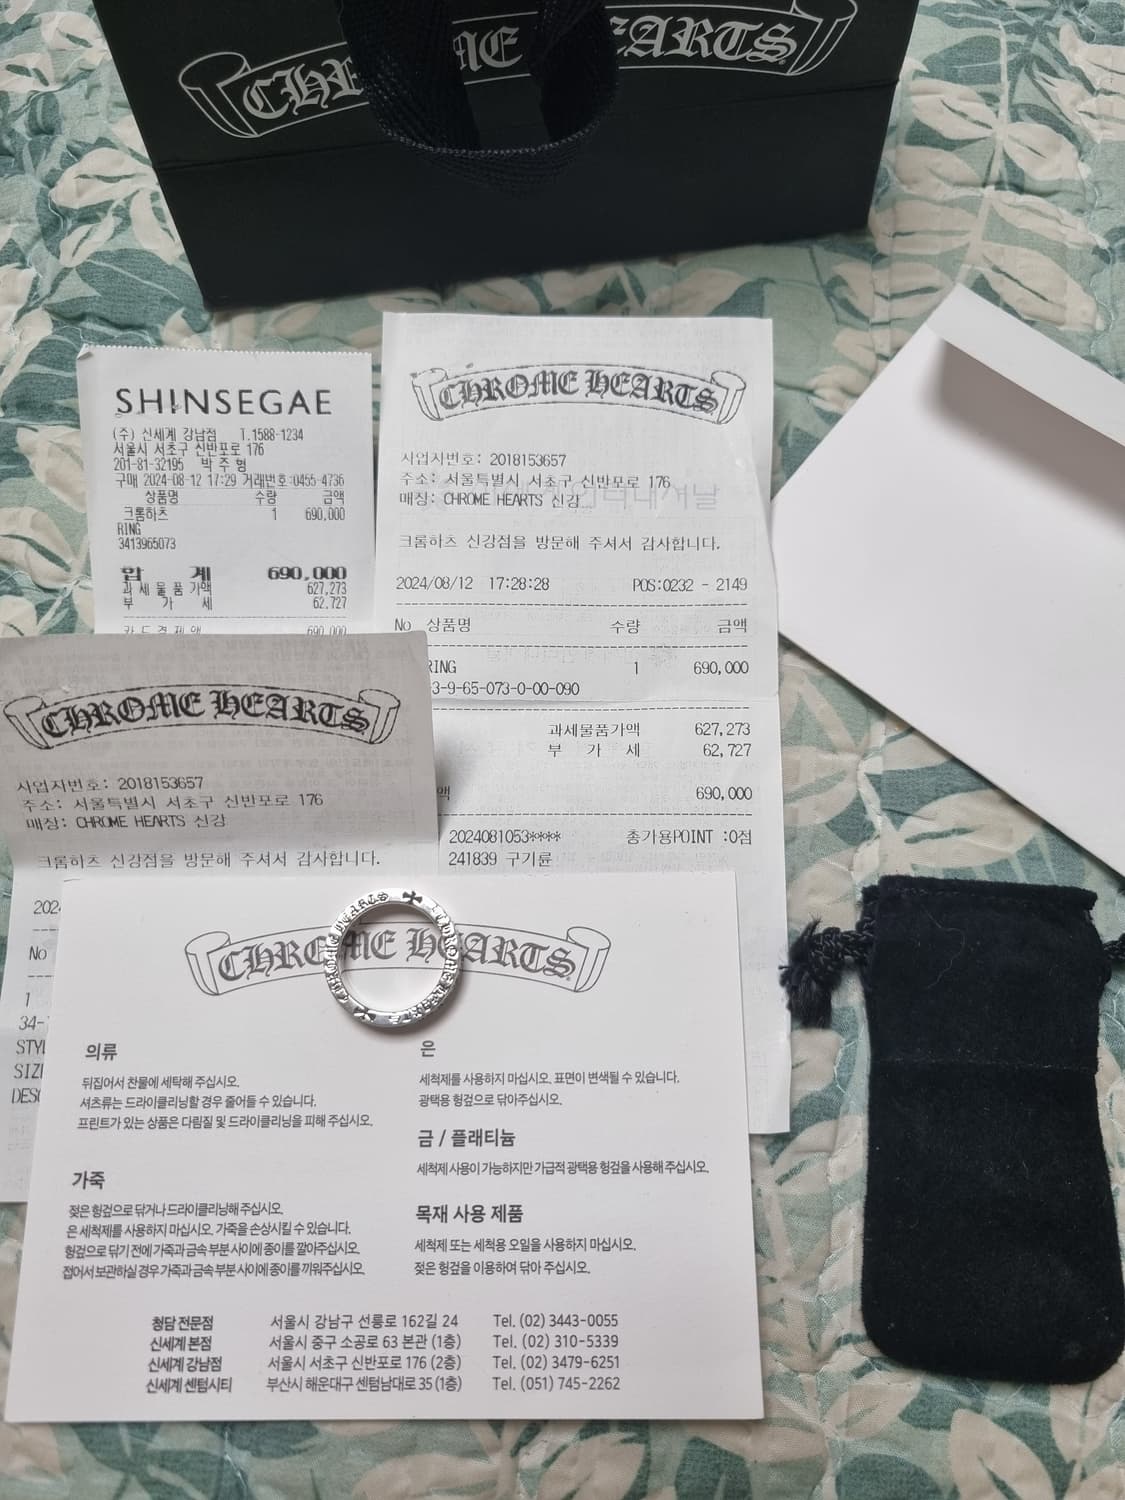 CHROME HEARTS
SHINSEGAE
(주) 신세계 강남점 T.1588-1234
서울시 서초구 신반포로 176
201-81-32195 박주형
구매 2024-08-12 17:29 거래번호:0455-4736
상품명 수량 금액
크롬하츠 1 690,000
RING
3413965073
합 계 690,000
과세물품가액 627,273
부 가 세 62,727
카드결제액 690,000
CHROME HEARTS
사업자번호: 2018153657
주소: 서울특별시 서초구 신반포로 176
매장: CHROME HEARTS 신강
크롬하츠 신강점을 방문해 주셔서 감사합니다.
2024/08/12 17:28:28 POS:0232 - 2149
No 상품명 수량 금액
RING 1 690,000
3-9-65-073-0-00-090
과세물품가액 627,273
부 가 세 62,727
액 690,000
2024081053**** 총가용POINT :0점
241839 구기륜
CHROME HEARTS
사업자번호: 2018153657
주소: 서울특별시 서초구 신반포로 176
매장: CHROME HEARTS 신강
크롬하츠 신강점을 방문해 주셔서 감사합니다.
202
No
1
34-
STYL
SIZE
DESC
CHROME HEARTS
의류
뒤집어서 찬물에 세탁해 주십시오.
셔츠류는 드라이클리닝할 경우 줄어들 수 있습니다.
프린트가 있는 상품은 다림질 및 드라이클리닝을 피해 주십시오.
가죽
젖은 헝겊으로 닦거나 드라이클리닝해 주십시오.
은 세척제를 사용하지 마십시오. 가죽을 손상시킬 수 있습니다.
헝겊으로 닦기 전에 가죽과 금속 부분 사이에 종이를 깔아주십시오.
접어서 보관하실 경우 가죽과 금속 부분 사이에 종이를 끼워주십시오.
은
세척제를 사용하지 마십시오. 표면이 변색될 수 있습니다.
광택용 헝겊으로 닦아주십시오.
금 / 플래티늄
세척제 사용이 가능하지만 가급적 광택용 헝겊을 사용해 주십시오.
목재 사용 제품
세척제 또는 세척용 오일을 사용하지 마십시오.
젖은 헝겊을 이용하여 닦아 주십시오.
청담 전문점 서울시 강남구 선릉로 162길 24 Tel. (02) 3443-0055
신세계 본점 서울시 중구 소공로 63 본관 (1층) Tel. (02) 310-5339
신세계 강남점 서울시 서초구 신반포로 176 (2층) Tel. (02) 3479-6251
신세계 센텀시티 부산시 해운대구 센텀남대로 35 (1층) Tel. (051) 745-2262